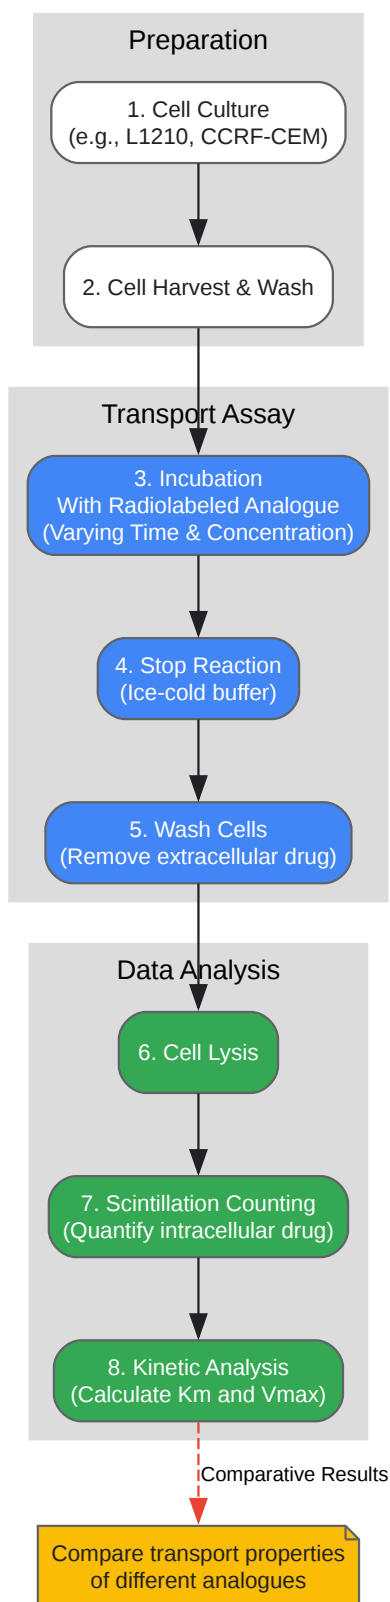 Preparation
1. Cell Culture
(e.g., L1210, CCRF-CEM)
2. Cell Harvest & Wash
Transport Assay
3. Incubation
With Radiolabeled Analogue
(Varying Time & Concentration)
4. Stop Reaction
(Ice-cold buffer)
5. Wash Cells
(Remove extracellular drug)
Data Analysis
6. Cell Lysis
7. Scintillation Counting
(Quantify intracellular drug)
8. Kinetic Analysis
(Calculate Km and Vmax)
Comparative Results
Compare transport properties
of different analogues